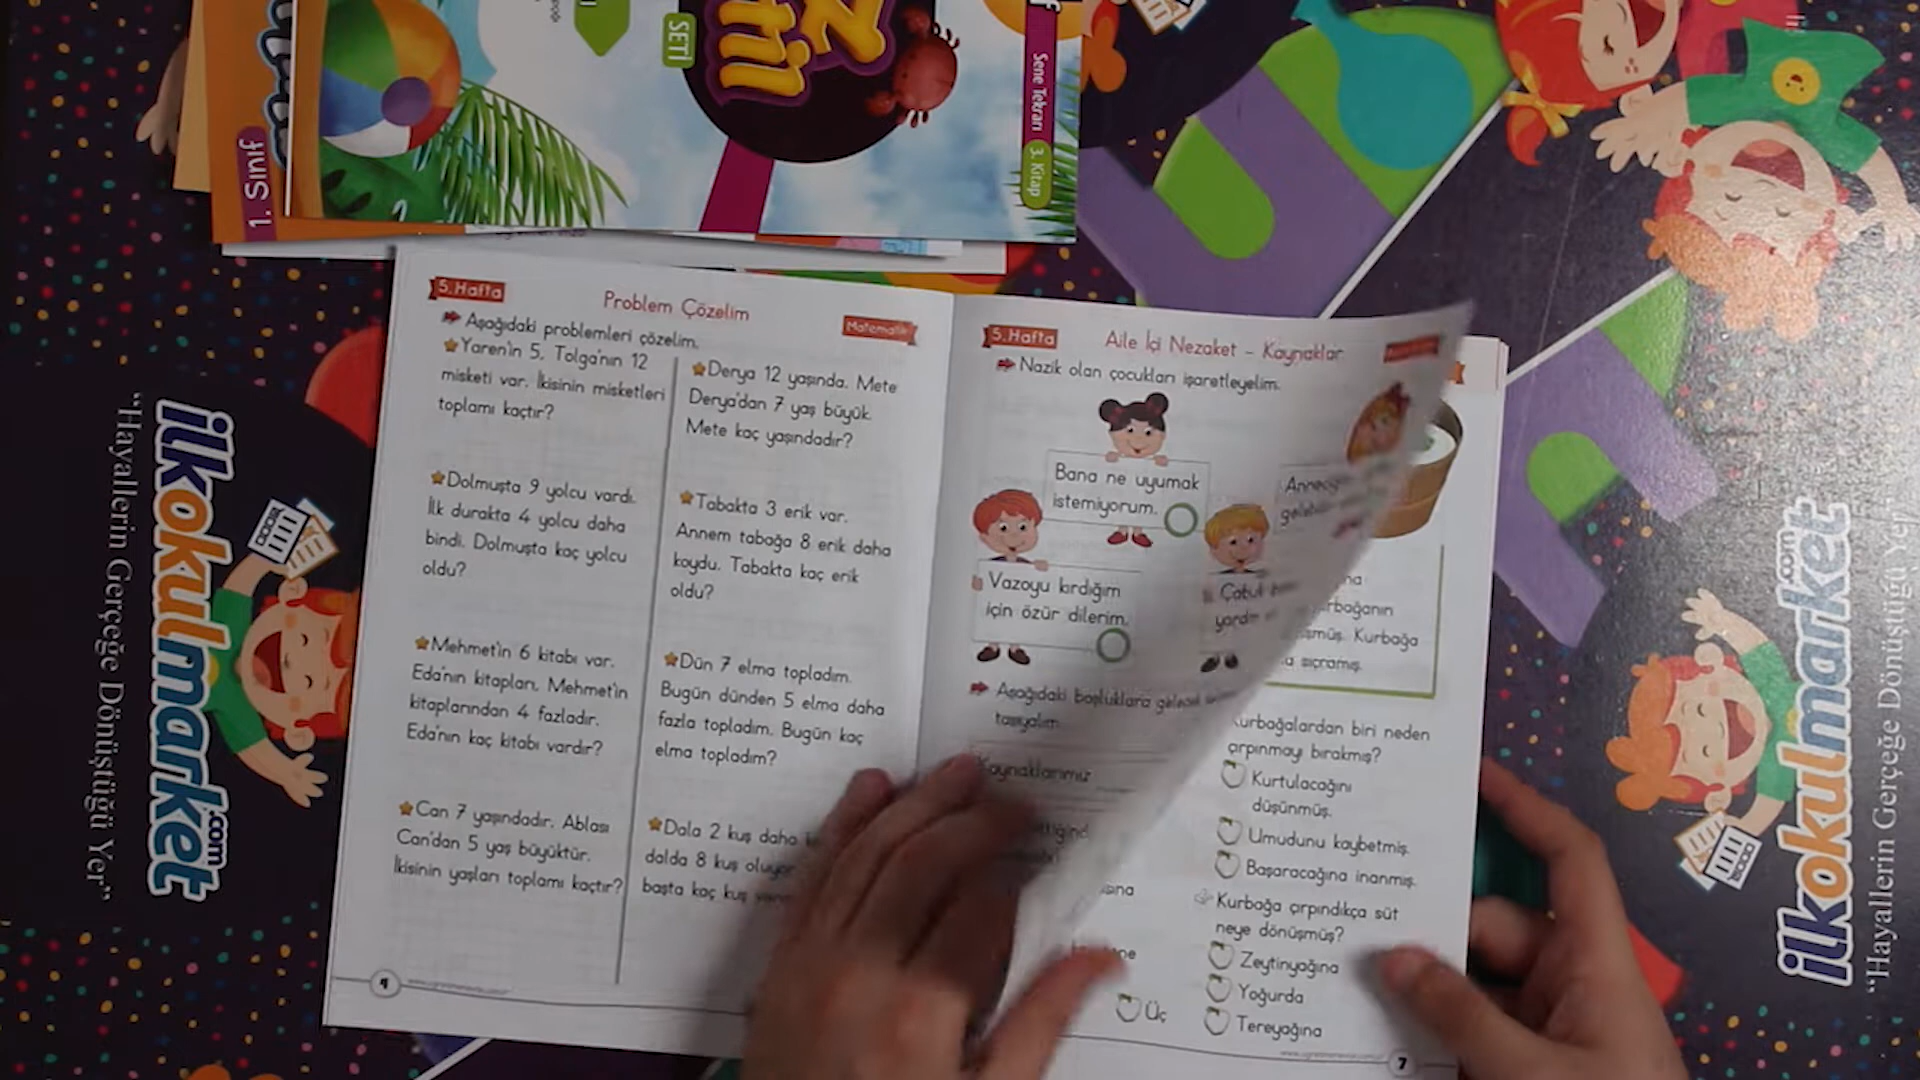 SETİ
Sene Tekrarı 3. Kitap
1. Sınıf
ilkokulmarket.com
“Hayallerin Gerçeğe Dönüştüğü Yer”
5.Hafta
Problem Çözelim
Matematik
Aşağıdaki problemleri çözelim.
Yaren'in 5, Tolga'nın 12
misketi var. İkisinin misketleri
toplamı kaçtır?
Dolmuşta 9 yolcu vardı.
İlk durakta 4 yolcu daha
bindi. Dolmuşta kaç yolcu
oldu?
Mehmet'in 6 kitabı var.
Eda'nın kitapları, Mehmet'in
kitaplarından 4 fazladır.
Eda'nın kaç kitabı vardır?
Can 7 yaşındadır. Ablası
Can'dan 5 yaş büyüktür.
İkisinin yaşları toplamı kaçtır?
Derya 12 yaşında. Mete
Derya'dan 7 yaş büyük.
Mete kaç yaşındadır?
Tabakta 3 erik var.
Annem tabağa 8 erik daha
koydu. Tabakta kaç erik
oldu?
Dün 7 elma topladım.
Bugün dünden 5 elma daha
fazla topladım. Bugün kaç
elma topladım?
Dala 2 kuş daha
dalda 8 kuş oluyor
başta kaç kuş
4
5.Hafta
Aile İçi Nezaket - Kaynaklar
Nazik olan çocukları işaretleyelim.
Bana ne uyumak
istemiyorum.
Vazoyu kırdığım
için özür dilerim.
Çabuk
Aşağıdaki boşluklara gelecek
taşıyalım.
Kaynaklarımız
Üç
Kurbağa
sıçramış.
Kurbağalardan biri neden
çırpınmayı bırakmış?
Kurtulacağını
düşünmüş.
Umudunu kaybetmiş.
Başaracağına inanmış.
Kurbağa çırpındıkça süt
neye dönüşmüş?
Zeytinyağına
Yoğurda
Tereyağına
7
ilkokulmarket.com
“Hayallerin Gerçeğe Dönüştüğü Yer”